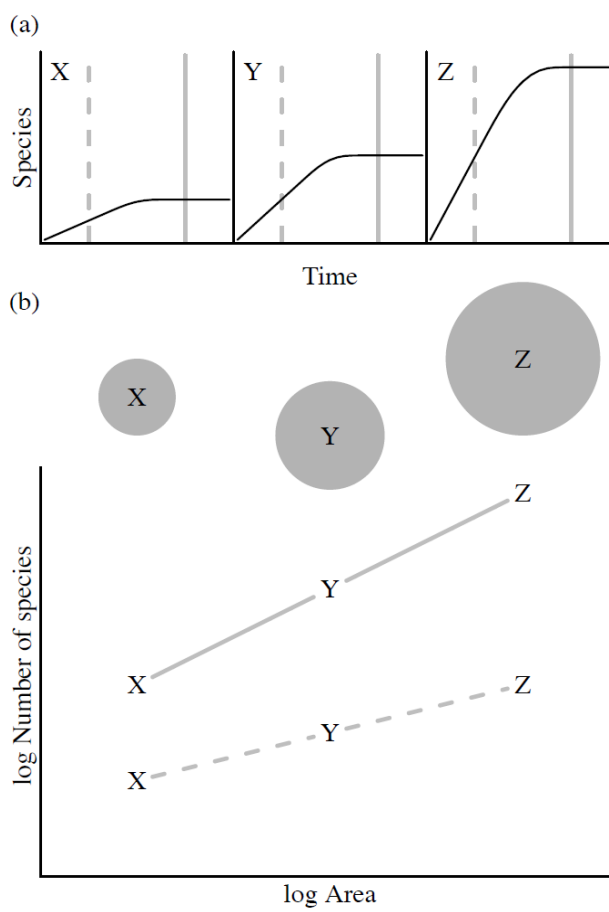 (a)
X
Y
Z
Species
Time
(b)
X
Y
Z
Z
Y
X
Z
Y
X
log Number of species
log Area